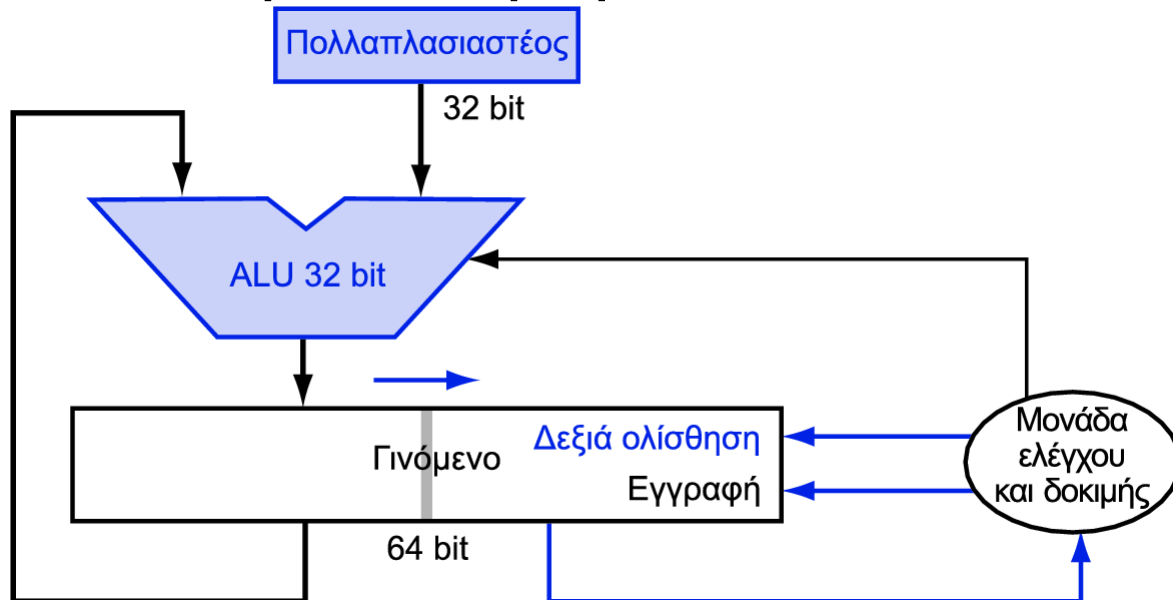 Πολλαπλασιαστέος
32 bit
ALU 32 bit
Γινόμενο
Δεξιά ολίσθηση
Εγγραφή
64 bit
Μονάδα
ελέγχου
και δοκιμής